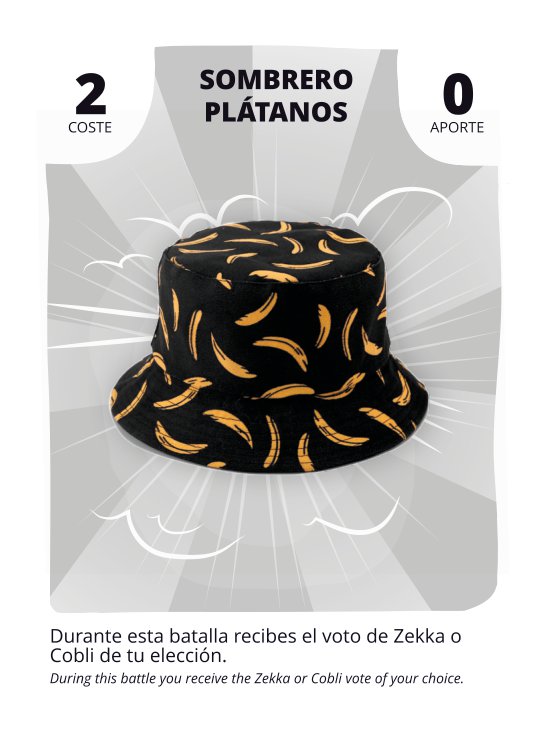 2
COSTE
SOMBRERO
PLÁTANOS
0
APORTE
Durante esta batalla recibes el voto de Zekka o
Cobli de tu elección.
During this battle you receive the Zekka or Cobli vote of your choice.